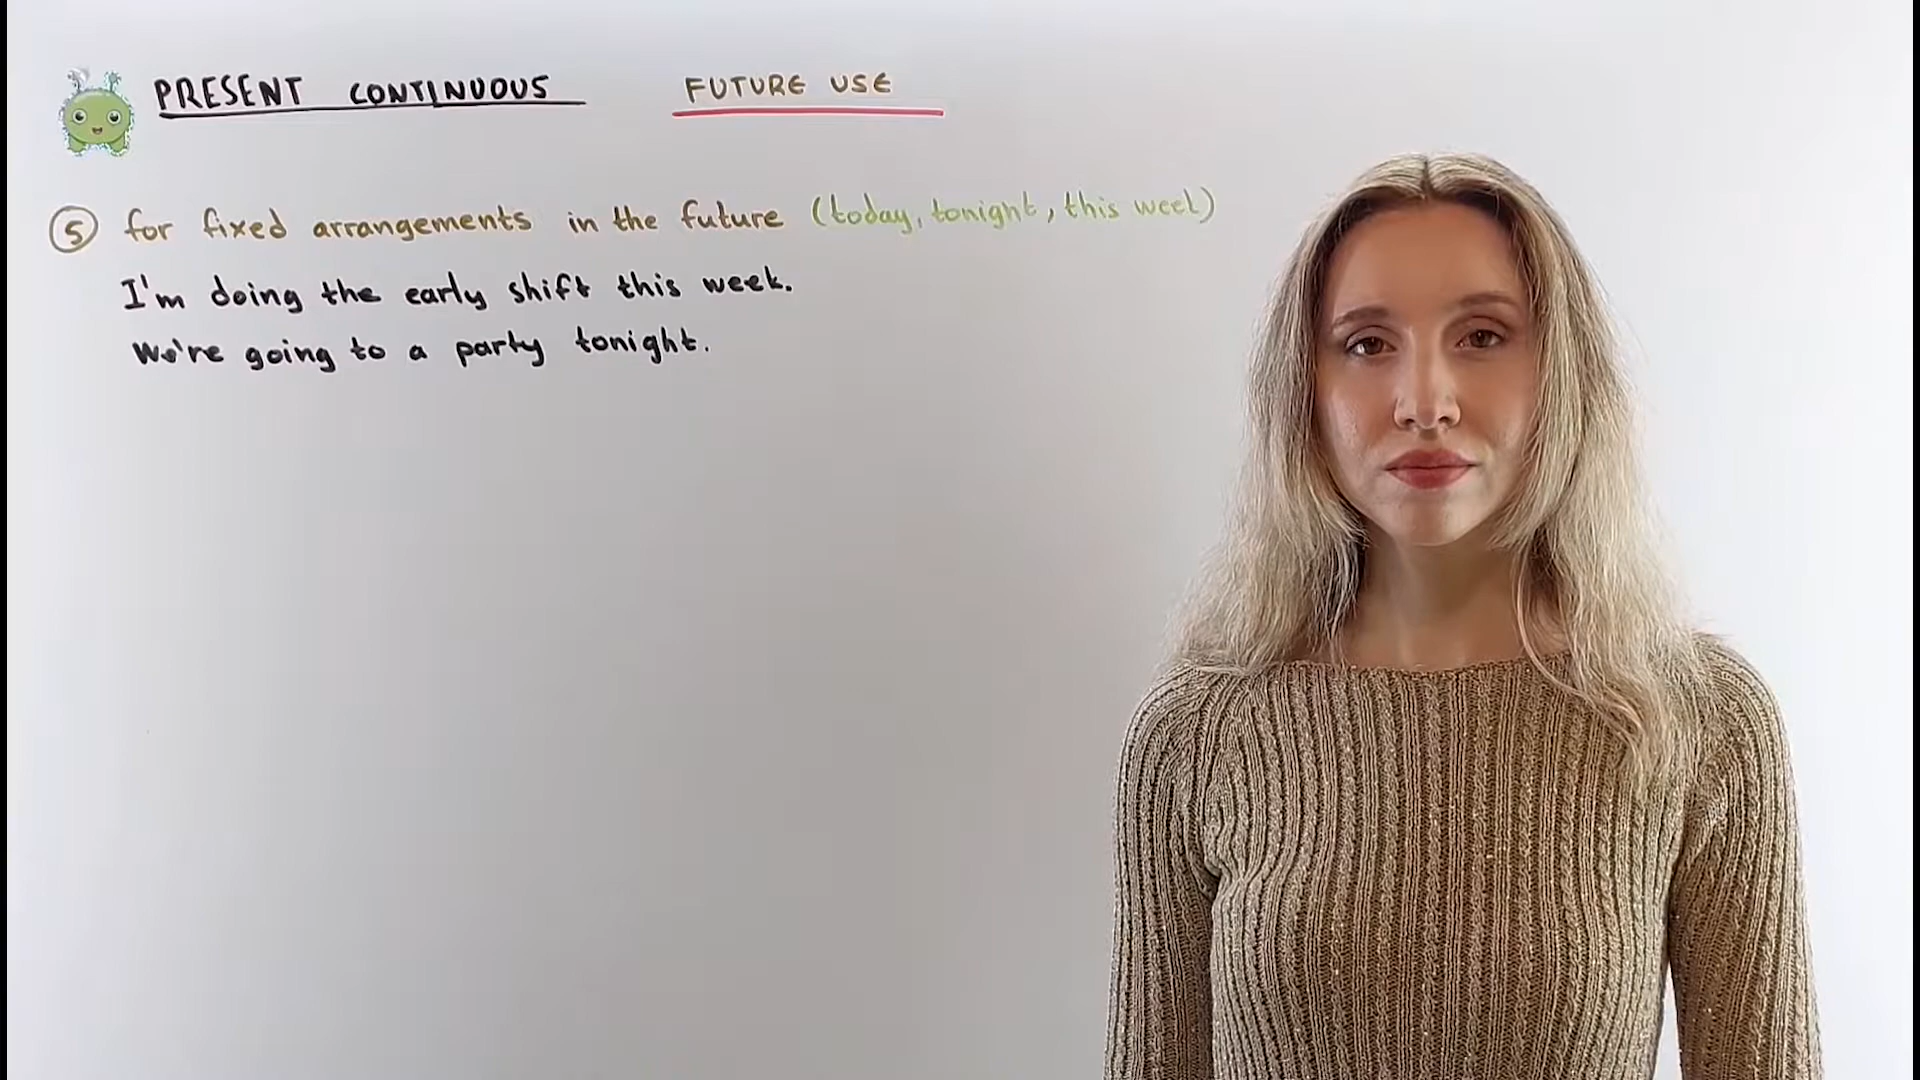 PRESENT CONTINUOUS FUTURE USE
5 for fixed arrangements in the future (today, tonight, this week)
I'm doing the early shift this week.
We're going to a party tonight.